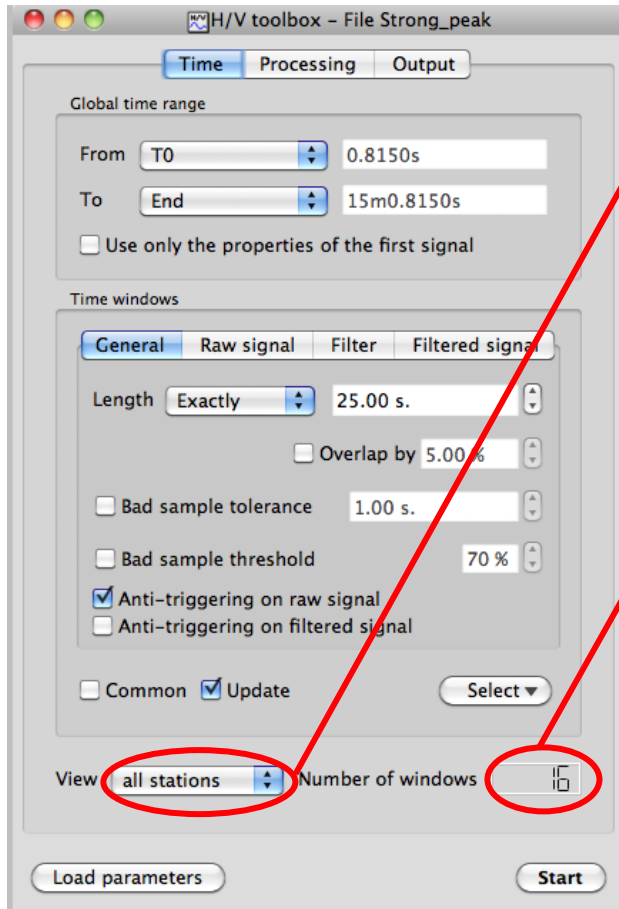 H/V toolbox - File Strong_peak
Time Processing Output
Global time range
From T0 0.8150s
To End 15m0.8150s
Use only the properties of the first signal
Time windows
General Raw signal Filter Filtered signal
Length Exactly 25.00 s.
Overlap by 5.00 %
Bad sample tolerance 1.00 s.
Bad sample threshold 70 %
Anti-triggering on raw signal
Anti-triggering on filtered signal
Common Update Select
View all stations Number of windows 16
Load parameters Start